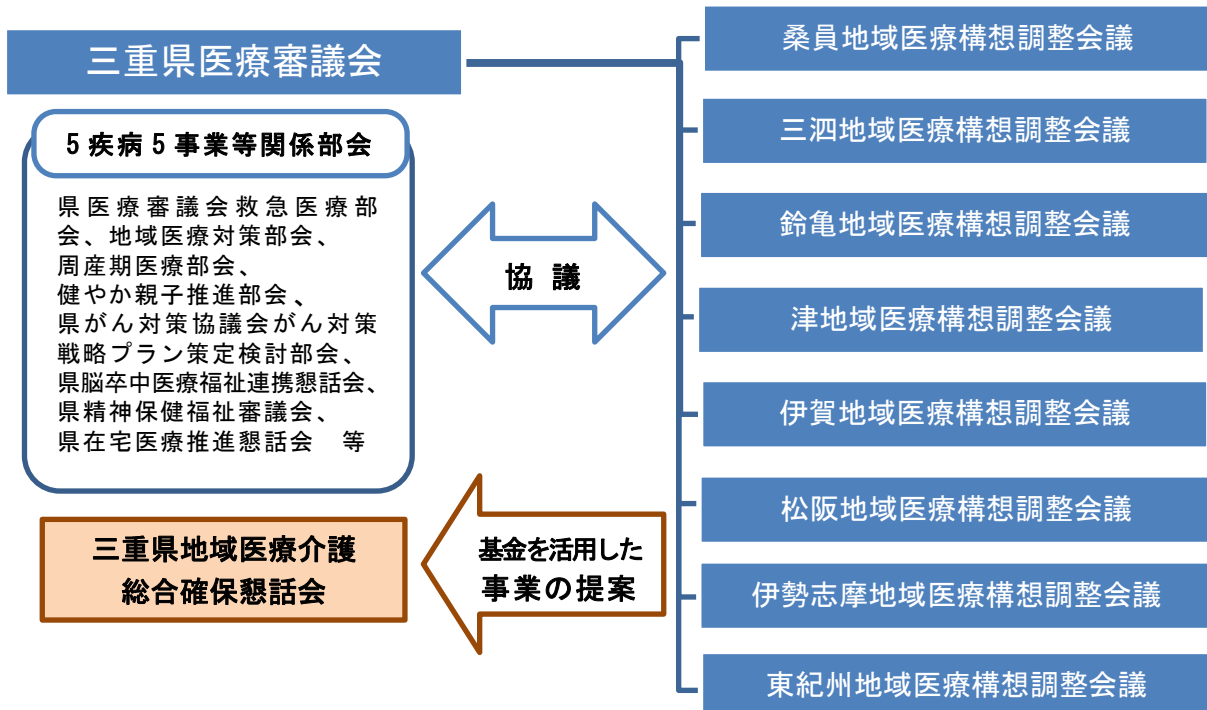 三重県医療審議会
5疾病5事業等関係部会
県医療審議会救急医療部
会、地域医療対策部会、
周産期医療部会、
健やか親子推進部会、
県がん対策協議会がん対策
戦略プラン策定検討部会、
県脳卒中医療福祉連携懇話会、
県精神保健福祉審議会、
県在宅医療推進懇話会　等
協議
三重県地域医療介護
総合確保懇話会
基金を活用した
事業の提案
桑員地域医療構想調整会議
三泗地域医療構想調整会議
鈴亀地域医療構想調整会議
津地域医療構想調整会議
伊賀地域医療構想調整会議
松阪地域医療構想調整会議
伊勢志摩地域医療構想調整会議
東紀州地域医療構想調整会議